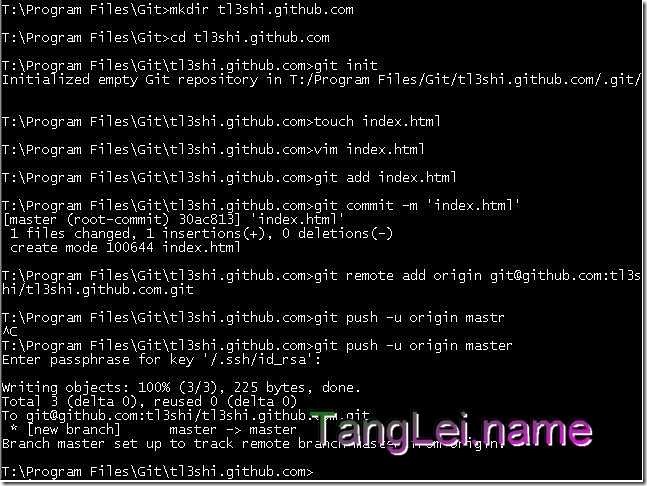 T:\Program Files\Git>mkdir tl3shi.github.com
T:\Program Files\Git>cd tl3shi.github.com
T:\Program Files\Git\tl3shi.github.com>git init
Initialized empty Git repository in T:/Program Files/Git/tl3shi.github.com/.git/
T:\Program Files\Git\tl3shi.github.com>touch index.html
T:\Program Files\Git\tl3shi.github.com>vim index.html
T:\Program Files\Git\tl3shi.github.com>git add index.html
T:\Program Files\Git\tl3shi.github.com>git commit -m 'index.html'
[master (root-commit) 30ac813] 'index.html'
1 files changed, 1 insertions(+), 0 deletions(-)
create mode 100644 index.html
T:\Program Files\Git\tl3shi.github.com>git remote add origin git@github.com:tl3s
hi/tl3shi.github.com.git
T:\Program Files\Git\tl3shi.github.com>git push -u origin mastr
^C
T:\Program Files\Git\tl3shi.github.com>git push -u origin master
Enter passphrase for key '/.ssh/id_rsa':
Writing objects: 100% (3/3), 225 bytes, done.
Total 3 (delta 0), reused 0 (delta 0)
To git@github.com:tl3shi/tl3shi.github.com.git
* [new branch] master -> master
Branch master set up to track remote branch master from origin.
TangLei.name
T:\Program Files\Git\tl3shi.github.com>